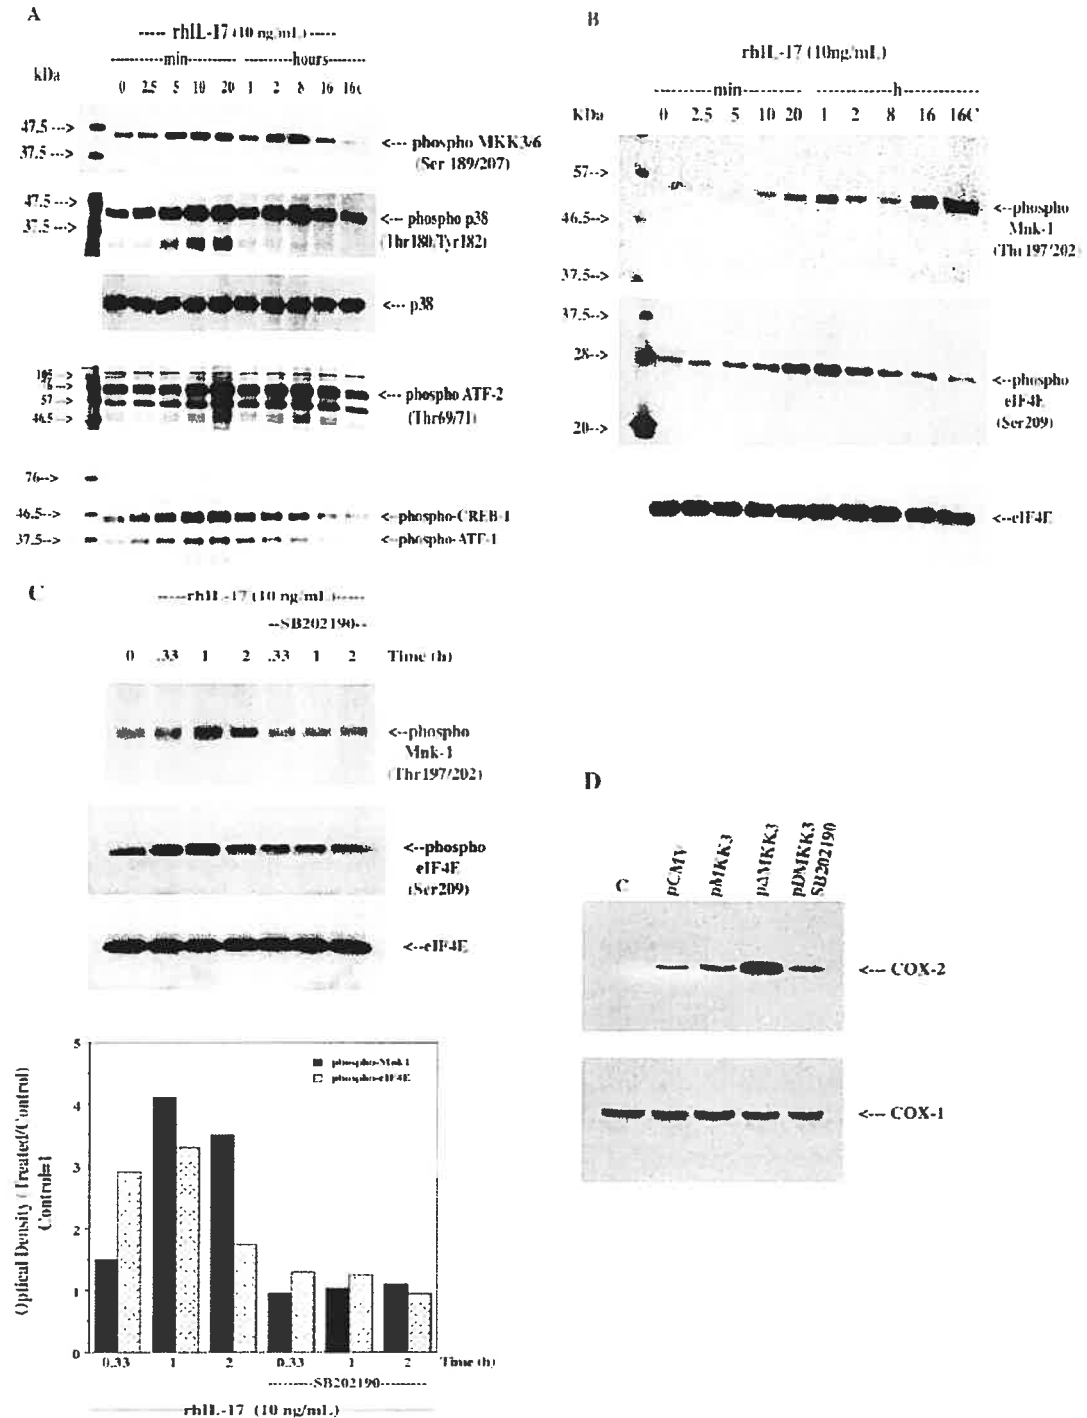 A
----- rhIL-17 (10 ng/mL) -----
-----------min---------- -----------hours---------
kDa
0 2.5 5 10 20 1 2 8 16 16C
47.5 --->
37.5 --->
<--- phospho MKK3/6
(Ser 189/207)
47.5--->
37.5 --->
<--- phospho p38
(Thr180/Tyr182)
<--- p38
76 -->
57 -->
46.5-->
<--- phospho ATF-2
(Thr69/71)
76-->
46.5-->
37.5-->
<--phospho-CREB-1
<--phospho-ATF-1
B
rhIL-17 (10ng/mL)
-----------min---------- -----------h-----------
KDa
0 2.5 5 10 20 1 2 8 16 16C
57-->
46.5-->
37.5-->
<--phospho
Mnk-1
(Thr197/202)
37.5-->
28-->
20-->
<--phospho
eIF4E
(Ser209)
<--eIF4E
C
-----rhIL-17 (10 ng/mL)-----
--SB202190--
0 .33 1 2 .33 1 2 Time (h)
<--phospho
Mnk-1
(Thr197/202)
<--phospho
eIF4E
(Ser209)
<--eIF4E
Optical Density (Treated/Control)
Control=1
5
4
3
2
1
0
phospho-Mnk1
phospho-eIF4E
0.33 1 2 0.33 1 2 Time (h)
--------SB202190--------
rhIL-17 (10 ng/mL)
D
C pCMV pMKK3 pΔMKK3 pDMKK3 SB202190
<--- COX-2
<--- COX-1